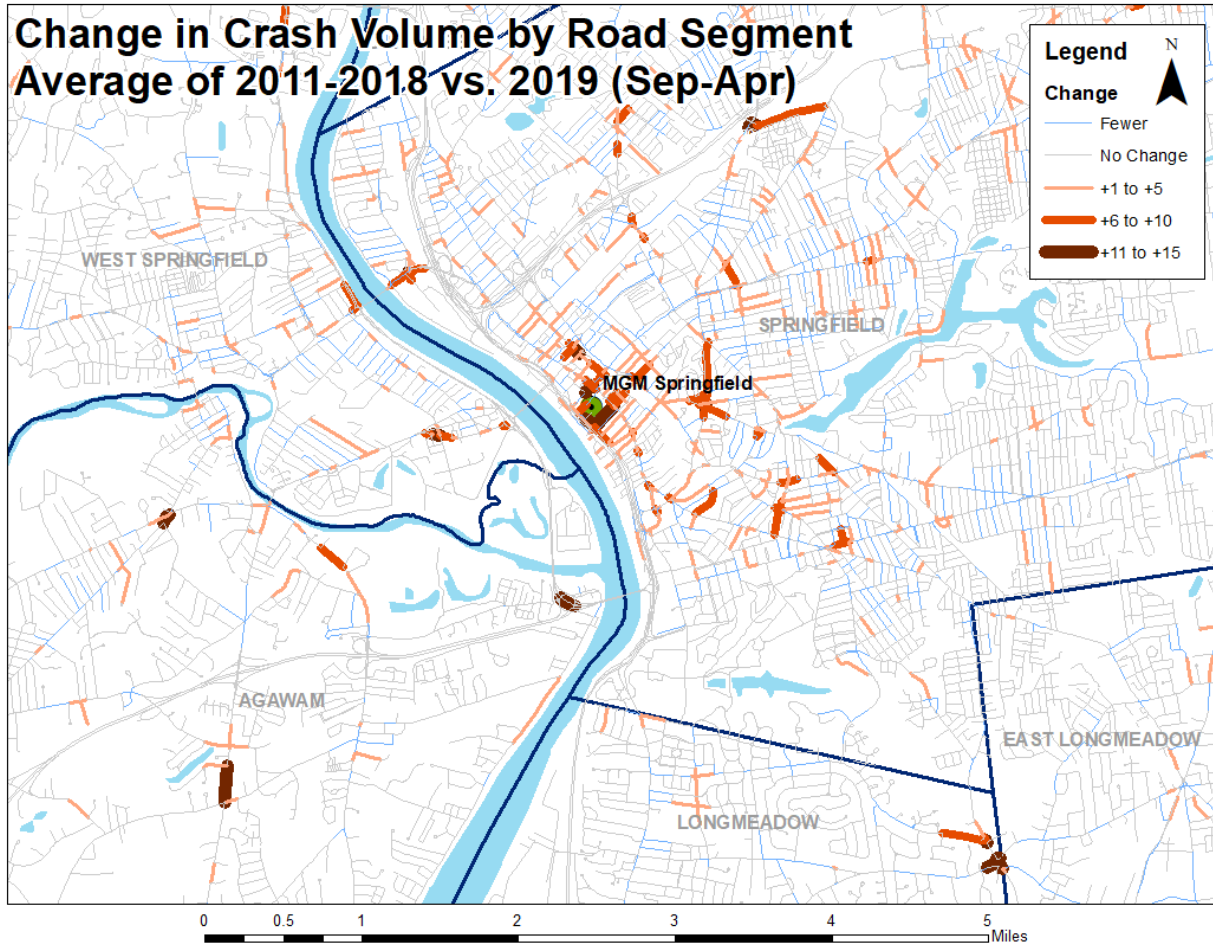 Change in Crash Volume by Road Segment
Average of 2011-2018 vs. 2019 (Sep-Apr)
Legend
N
Change
Fewer
No Change
+1 to +5
+6 to +10
+11 to +15
WEST SPRINGFIELD
SPRINGFIELD
MGM Springfield
AGAWAM
EAST LONGMEADOW
LONGMEADOW
0 0.5 1 2 3 4 5
Miles